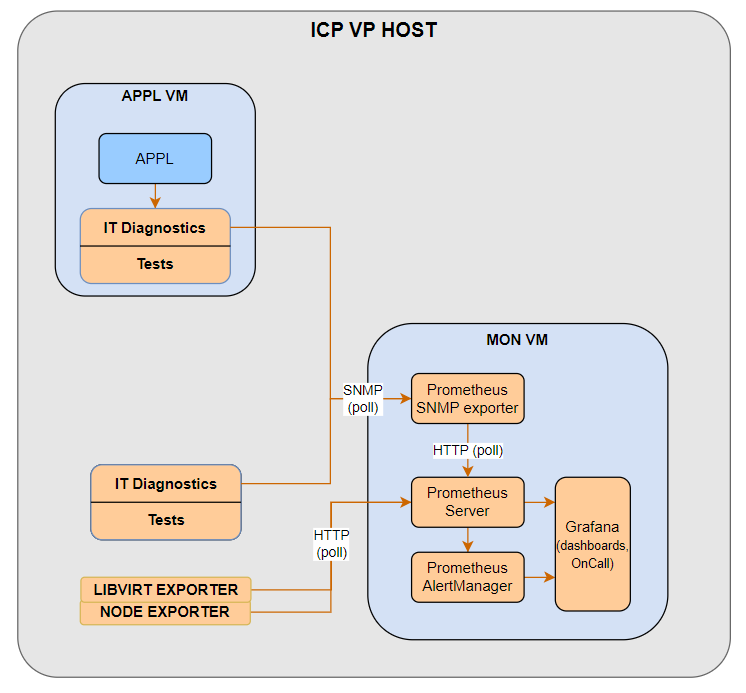 ICP VP HOST
APPL VM
APPL
IT Diagnostics
Tests
MON VM
SNMP
(poll)
Prometheus
SNMP exporter
HTTP (poll)
IT Diagnostics
Tests
Prometheus
Server
Grafana
(dashboards,
OnCall)
HTTP
(poll)
Prometheus
AlertManager
LIBVIRT EXPORTER
NODE EXPORTER